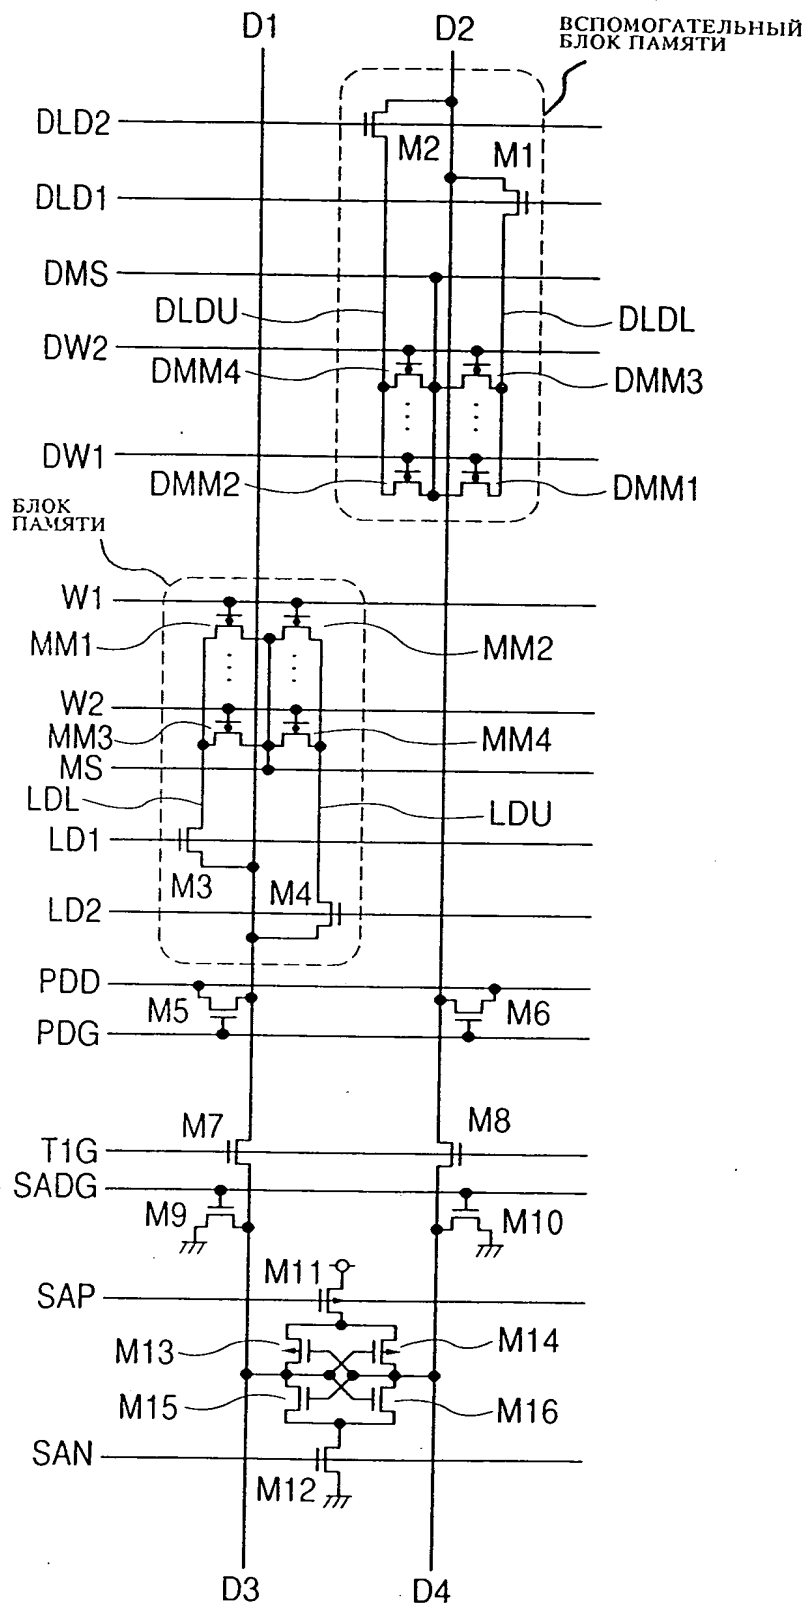 D1
D2
ВСПОМОГАТЕЛЬНЫЙ
БЛОК ПАМЯТИ
DLD2
M2
M1
DLD1
DMS
DLDU
DLDL
DW2
DMM4
DMM3
DW1
DMM2
DMM1
БЛОК
ПАМЯТИ
W1
MM1
MM2
W2
MM3
MM4
MS
LDL
LDU
LD1
M3
M4
LD2
PDD
M5
M6
PDG
M7
M8
T1G
SADG
M9
M10
M11
SAP
M13
M14
M15
M16
SAN
M12
D3
D4